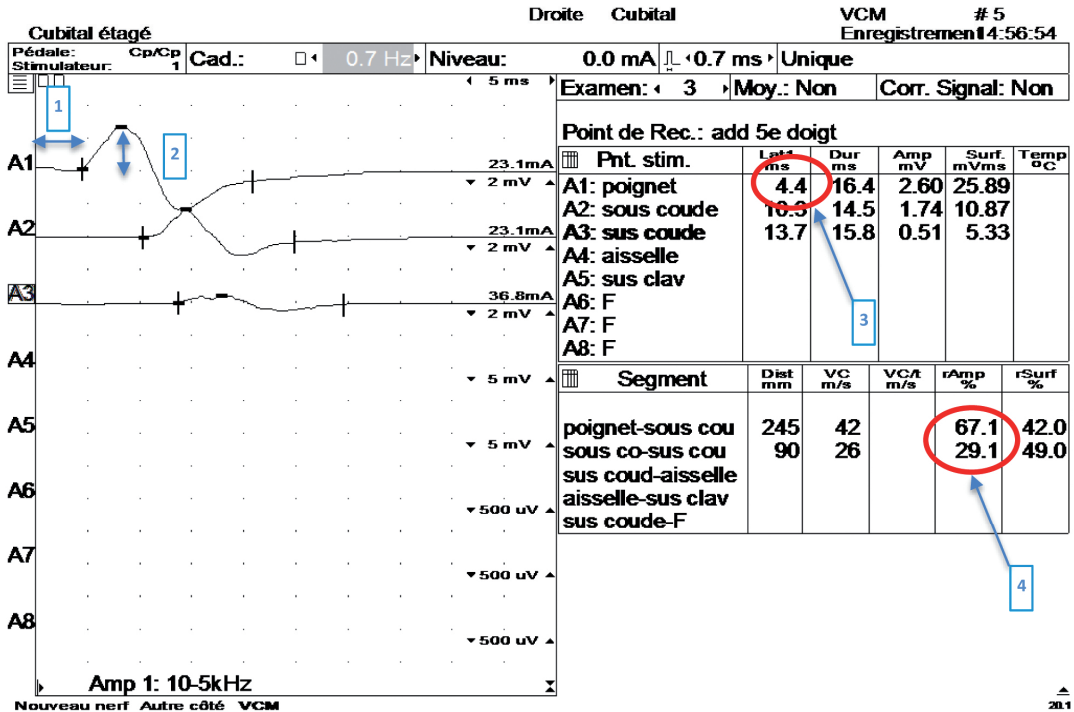 Droite Cubital VCM # 5
Cubital étagé Enregistrement14:56:54
Pédale: Cp/Cp
Stimulateur: 1
Cad.: 0.7 Hz
Niveau: 0.0 mA 0.7 ms Unique
5 ms
Examen: 3 Moy.: Non Corr. Signal: Non
1
2
A1
23.1mA
2 mV
A2
23.1mA
2 mV
A3
36.8mA
2 mV
A4
5 mV
A5
5 mV
A6
500 uV
A7
500 uV
A8
500 uV
Amp 1: 10-5kHz
Point de Rec.: add 5e doigt
Pnt. stim. Lat1 ms Dur ms Amp mV Surf. mVms Temp °C
A1: poignet 4.4 16.4 2.60 25.89
A2: sous coude 10.3 14.5 1.74 10.87
A3: sus coude 13.7 15.8 0.51 5.33
A4: aisselle
A5: sus clav
A6: F
A7: F
A8: F
3
Segment Dist mm VC m/s VC/t m/s rAmp % rSurf %
poignet-sous cou 245 42 67.1 42.0
sous co-sus cou 90 26 29.1 49.0
sus coud-aisselle
aisselle-sus clav
sus coude-F
4
Nouveau nerf Autre côté VCM
20.1